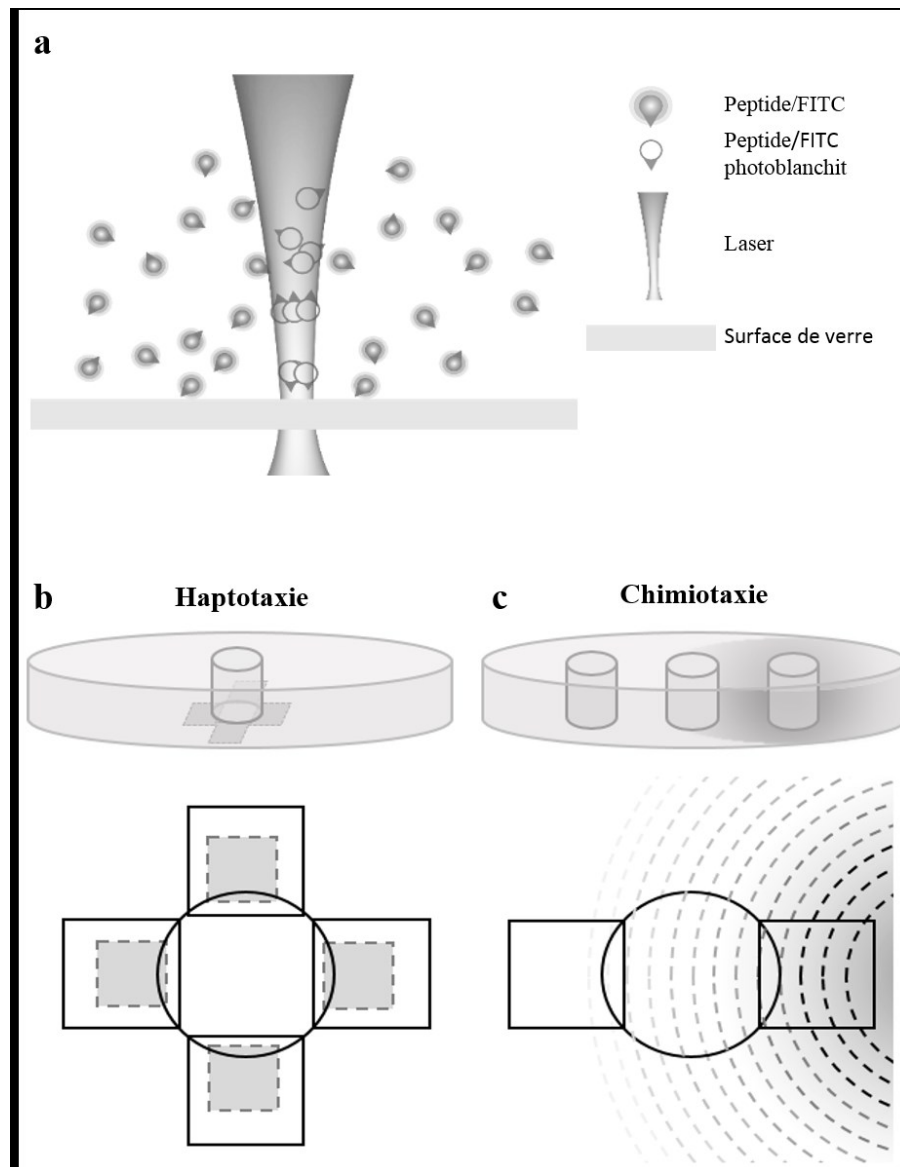 a
Peptide/FITC
Peptide/FITC
photoblanchit
Laser
Surface de verre
b
Haptotaxie
c
Chimiotaxie